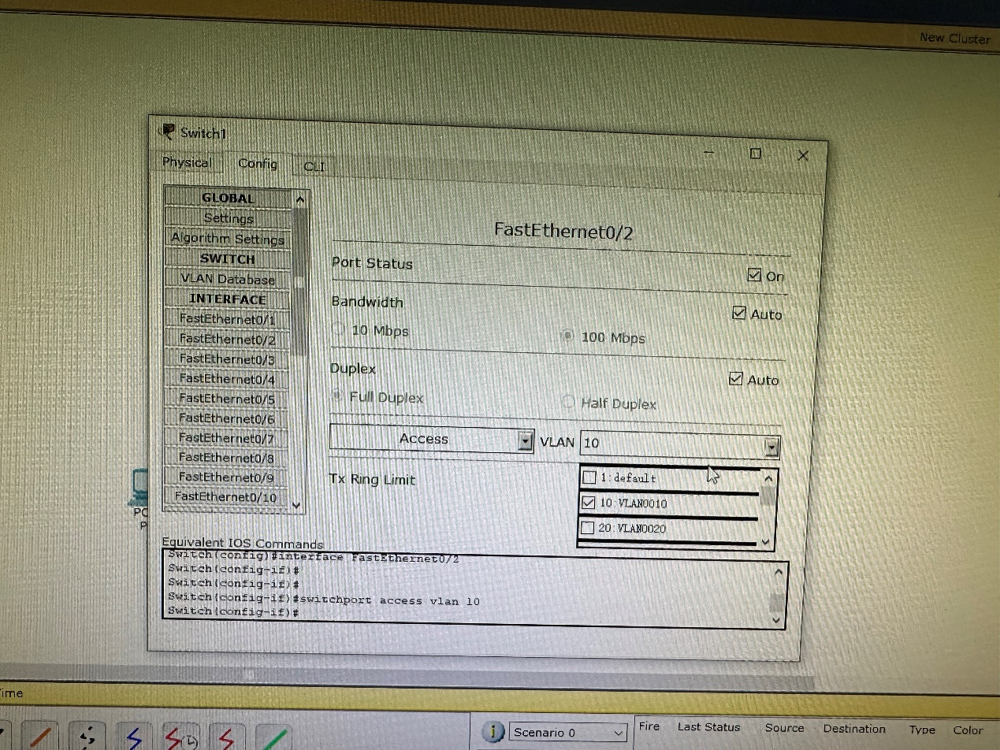 New Cluster
Switch1
Physical Config CLI
GLOBAL
Settings
Algorithm Settings
SWITCH
VLAN Database
INTERFACE
FastEthernet0/1
FastEthernet0/2
FastEthernet0/3
FastEthernet0/4
FastEthernet0/5
FastEthernet0/6
FastEthernet0/7
FastEthernet0/8
FastEthernet0/9
FastEthernet0/10
FastEthernet0/2
Port Status On
Bandwidth Auto
10 Mbps 100 Mbps
Duplex Auto
Full Duplex Half Duplex
Access VLAN 10
Tx Ring Limit
1:default
10:VLAN0010
20:VLAN0020
PC
P
Equivalent IOS Commands
Switch(config)#interface FastEthernet0/2
Switch(config-if)#
Switch(config-if)#
Switch(config-if)#switchport access vlan 10
Switch(config-if)#
ime
i Scenario 0
Fire Last Status Source Destination Type Color